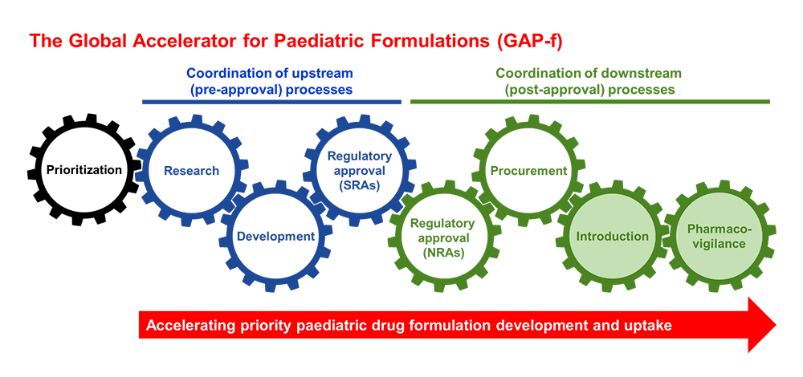 The Global Accelerator for Paediatric Formulations (GAP-f)
Coordination of upstream
(pre-approval) processes
Coordination of downstream
(post-approval) processes
Prioritization
Research
Development
Regulatory
approval
(SRAs)
Regulatory
approval
(NRAs)
Procurement
Introduction
Pharmaco-
vigilance
Accelerating priority paediatric drug formulation development and uptake